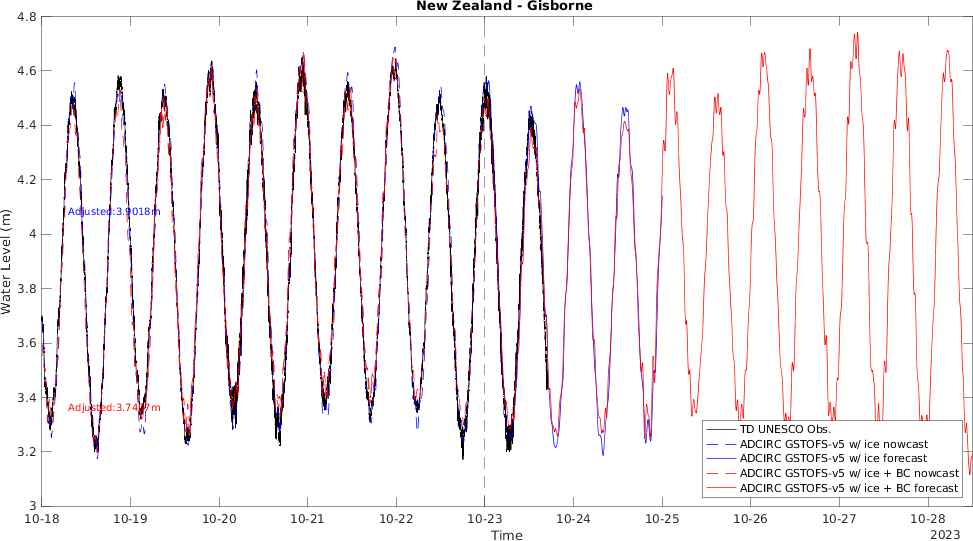 New Zealand - Gisborne
4.8
4.6
4.4
4.2
4
3.8
3.6
3.4
3.2
3
Water Level (m)
Adjusted:3.9018m
TD UNESCO Obs.
ADCIRC GSTOFS-v5 w/ ice nowcast
ADCIRC GSTOFS-v5 w/ ice forecast
ADCIRC GSTOFS-v5 w/ ice + BC nowcast
ADCIRC GSTOFS-v5 w/ ice + BC forecast
10-18 10-19 10-20 10-21 10-22 10-23 10-24 10-25 10-26 10-27 10-28
2023
Time